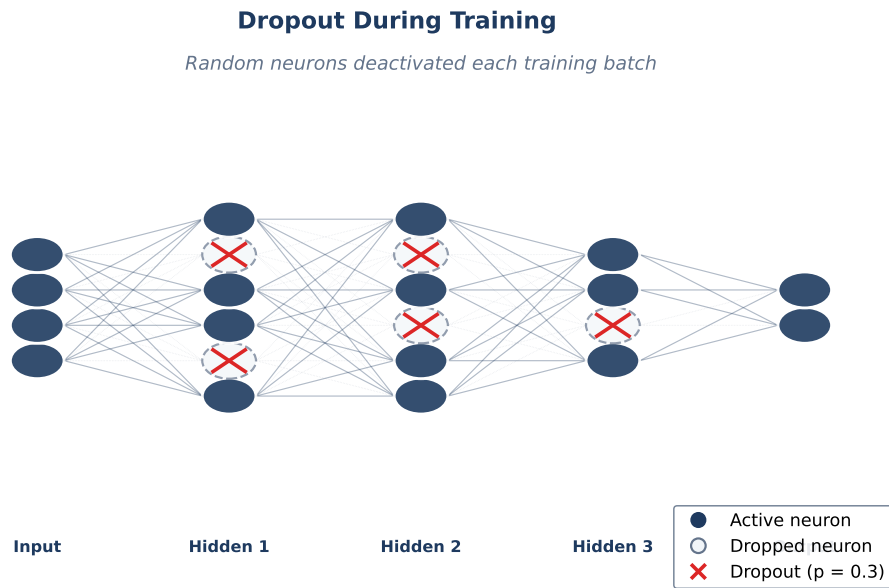 Dropout During Training
Random neurons deactivated each training batch
Input
Hidden 1
Hidden 2
Hidden 3
Active neuron
Dropped neuron
Dropout (p = 0.3)